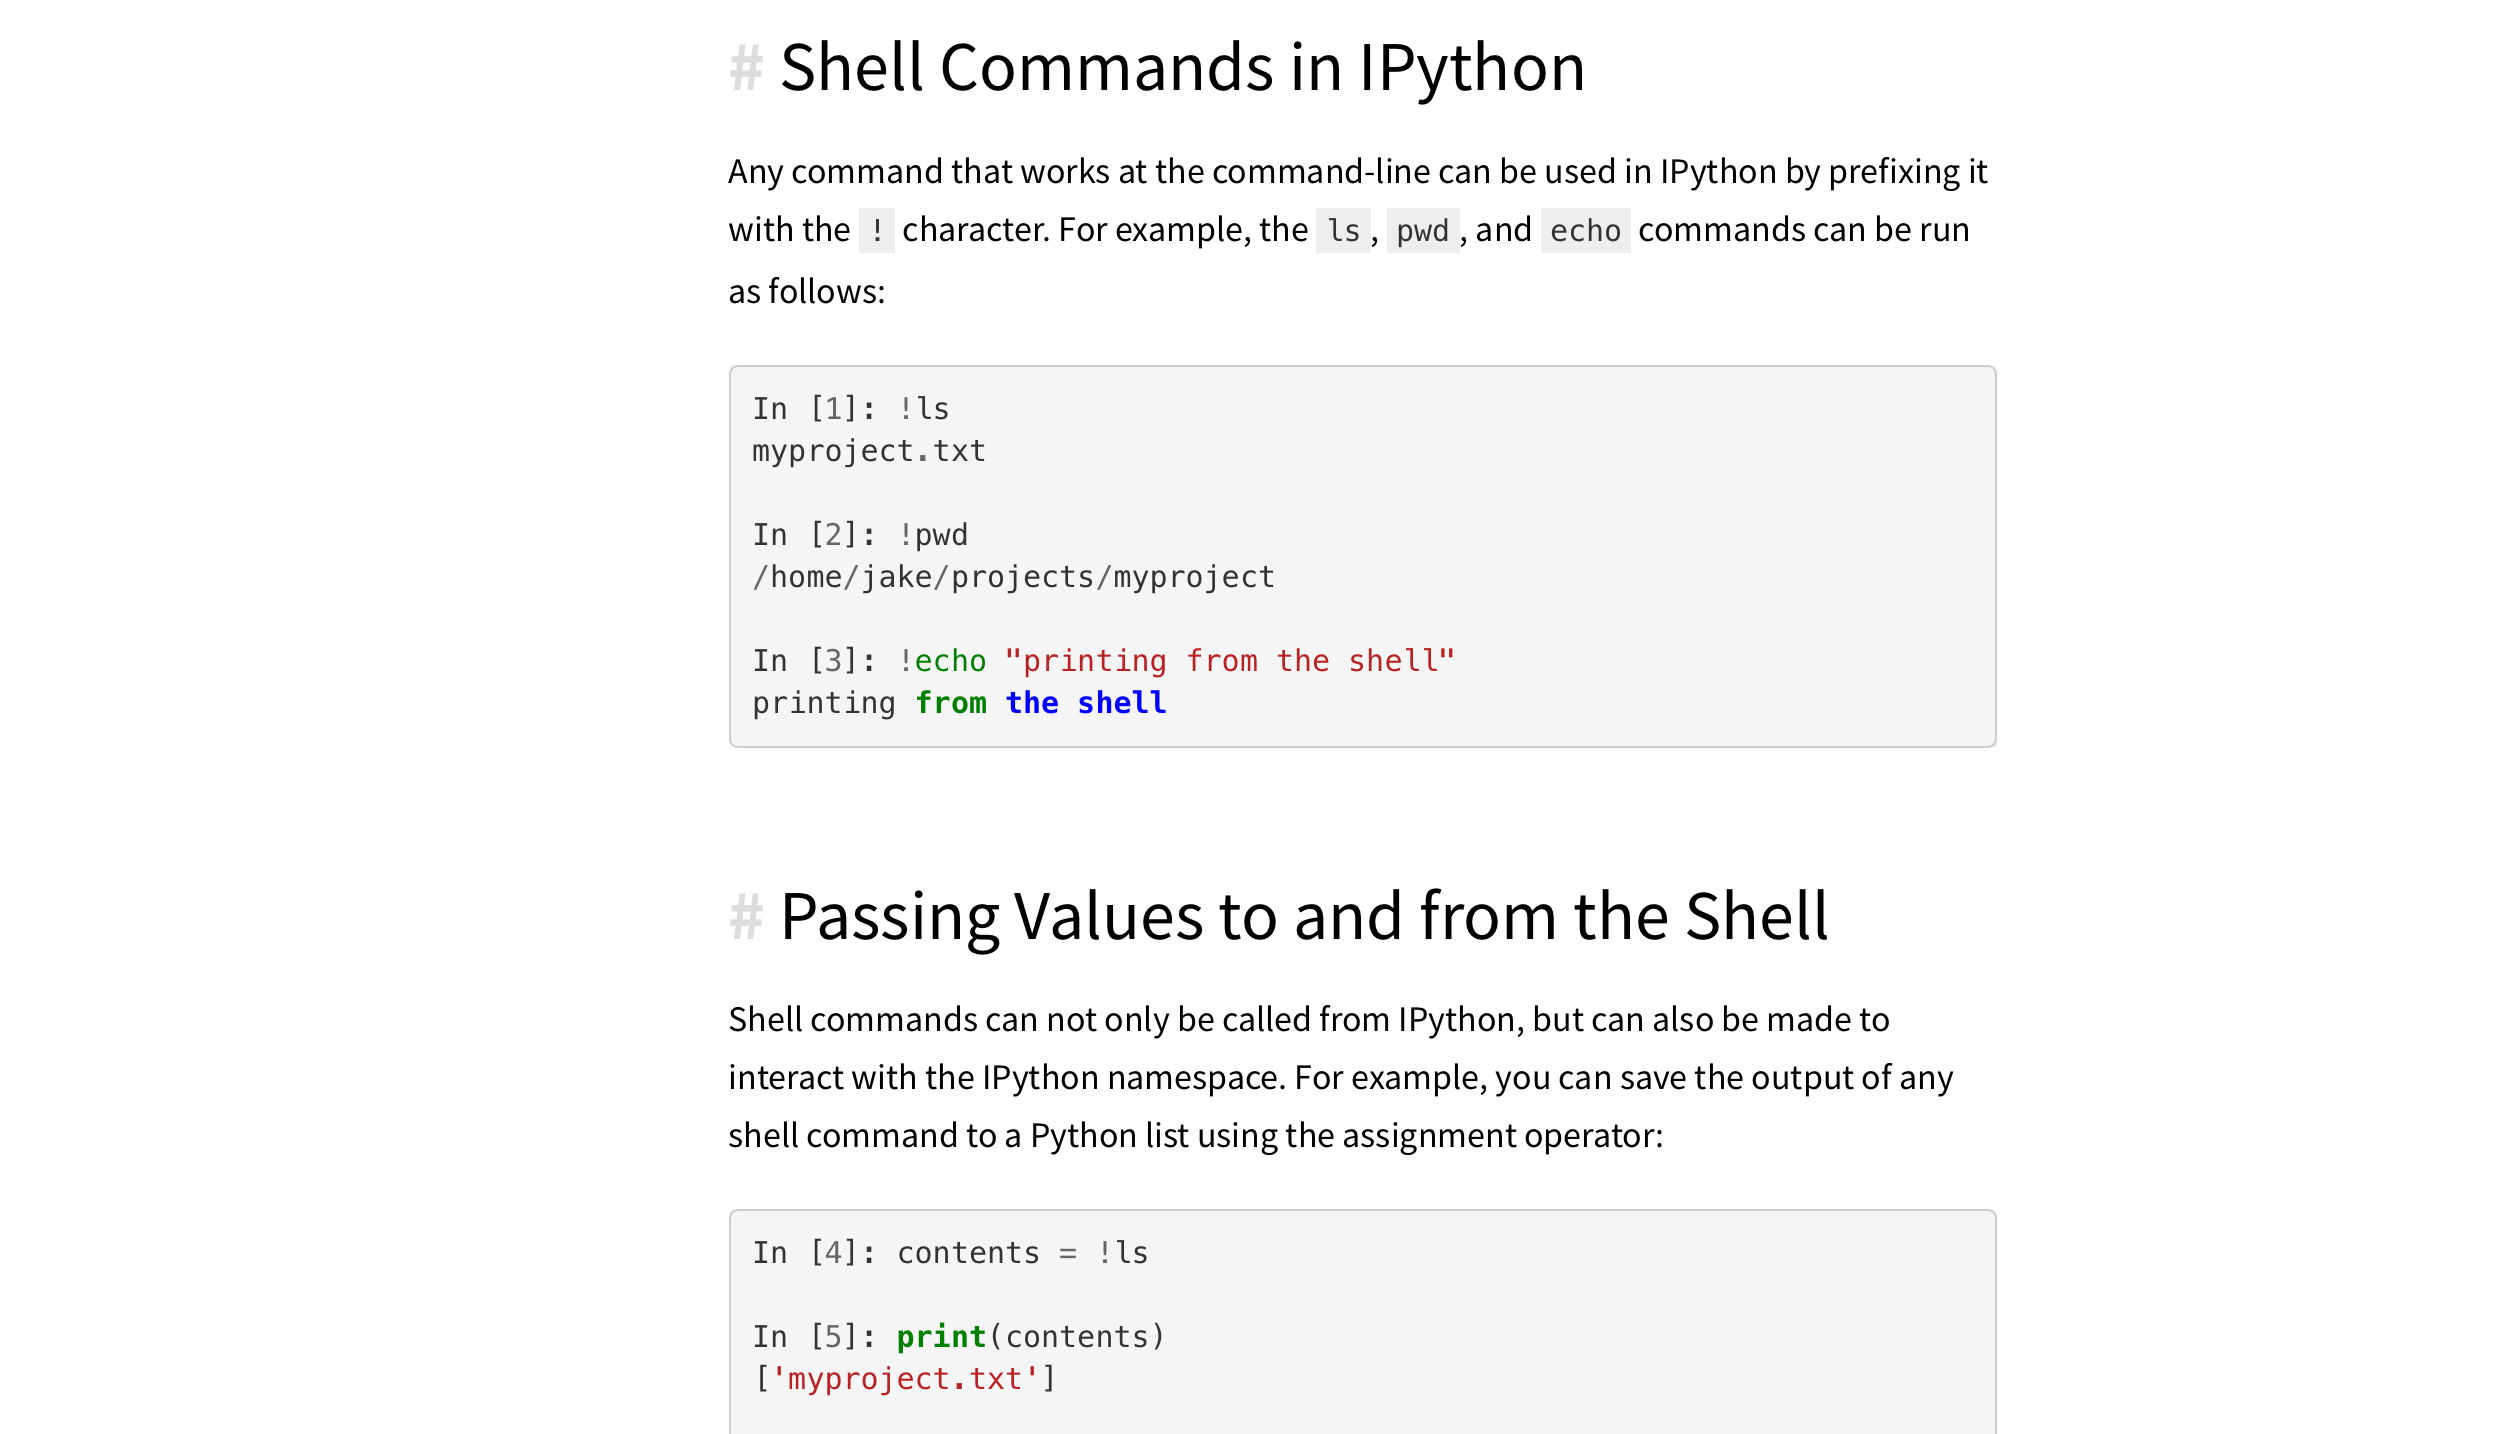 # Shell Commands in IPython
Any command that works at the command-line can be used in IPython by prefixing it
with the ! character. For example, the ls, pwd, and echo commands can be run
as follows:
In [1]: !ls
myproject.txt
In [2]: !pwd
/home/jake/projects/myproject
In [3]: !echo "printing from the shell"
printing from the shell
# Passing Values to and from the Shell
Shell commands can not only be called from IPython, but can also be made to
interact with the IPython namespace. For example, you can save the output of any
shell command to a Python list using the assignment operator:
In [4]: contents = !ls
In [5]: print(contents)
['myproject.txt']